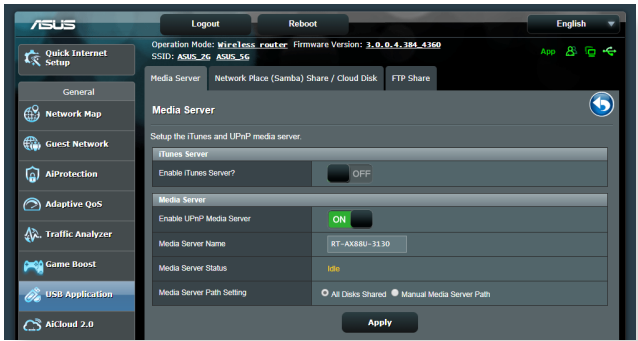 ASUS Logout Reboot English
Operation Mode: Wireless router Firmware Version: 3.0.0.4.384_4360
SSID: ASUS_2G ASUS_5G
App
Quick Internet
Setup
General
Network Map
Guest Network
AiProtection
Adaptive QoS
Traffic Analyzer
Game Boost
USB Application
AiCloud 2.0
Media Server Network Place (Samba) Share / Cloud Disk FTP Share
Media Server
Setup the iTunes and UPnP media server.
iTunes Server
Enable iTunes Server? OFF
Media Server
Enable UPnP Media Server ON
Media Server Name RT-AX88U-3130
Media Server Status Idle
Media Server Path Setting All Disks Shared Manual Media Server Path
Apply